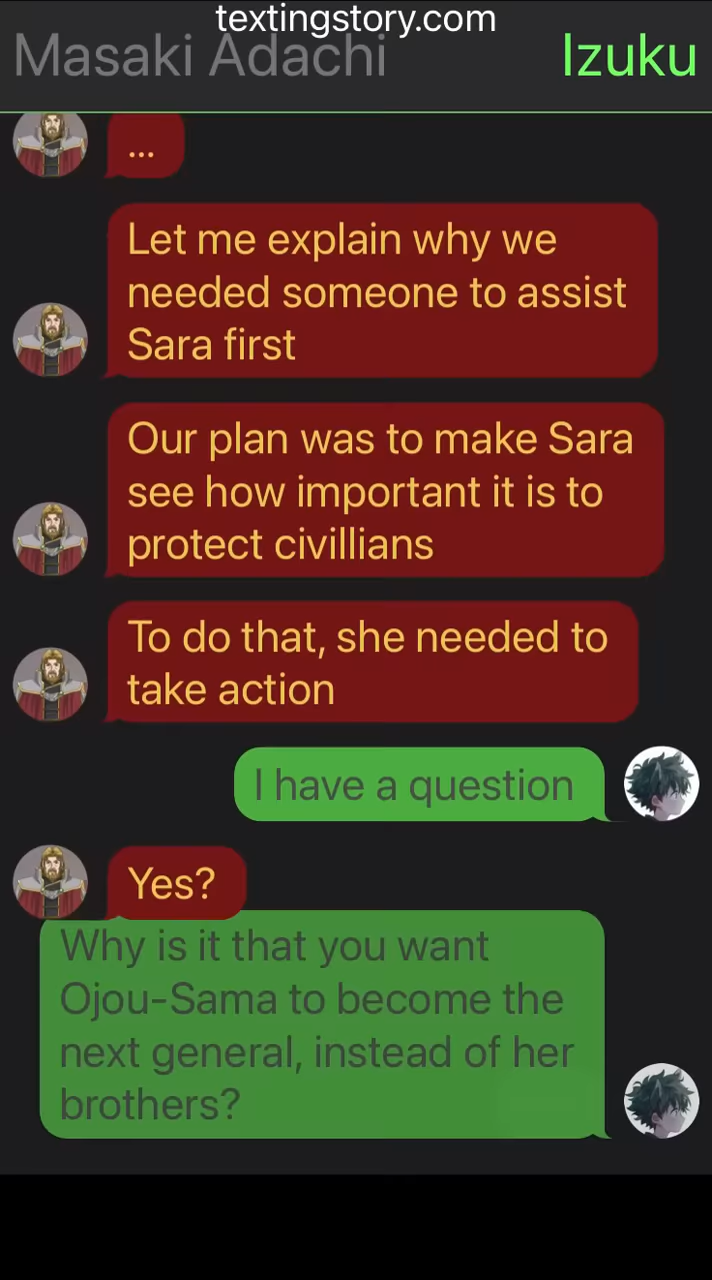 textingstory.com
Masaki Adachi
Izuku
...
Let me explain why we
needed someone to assist
Sara first
Our plan was to make Sara
see how important it is to
protect civillians
To do that, she needed to
take action
I have a question
Yes?
Why is it that you want
Ojou-Sama to become the
next general, instead of her
brothers?